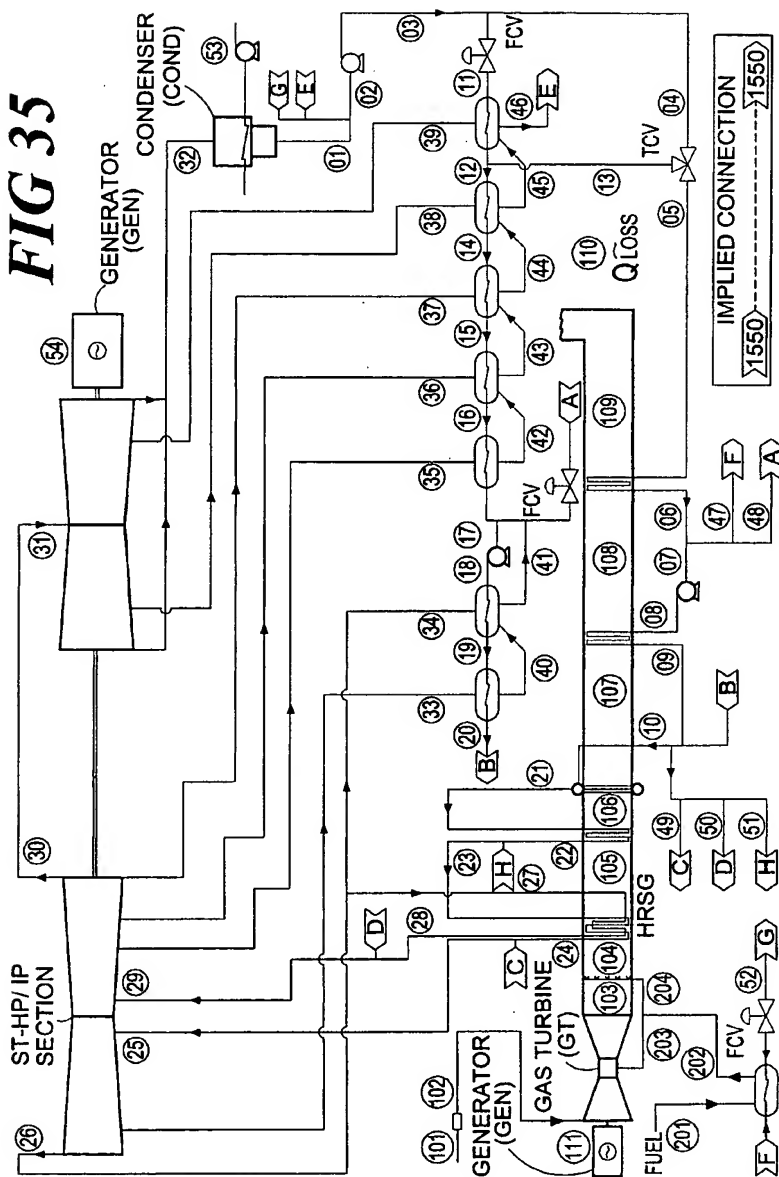 FIG 35
GENERATOR
(GEN)
54
CONDENSER
(COND)
53
32
G
E
02
01
03
FCV
11
39
46
E
12
45
13
TCV
04
05
38
14
44
37
15
43
36
16
42
35
A
FCV
17
18
41
34
19
40
33
20
B
31
30
29
ST-HP/ IP
SECTION
25
26
110
Q̃ LOSS
109
108
107
106
105
104
103
HRSG
IMPLIED CONNECTION
1550
1550
06
47
F
48
A
07
08
09
10
B
21
22
23
H
27
28
D
C
24
49
C
50
D
51
H
GAS TURBINE
(GT)
204
203
202
GENERATOR
(GEN)
102
101
111
FUEL
201
F
FCV
52
G